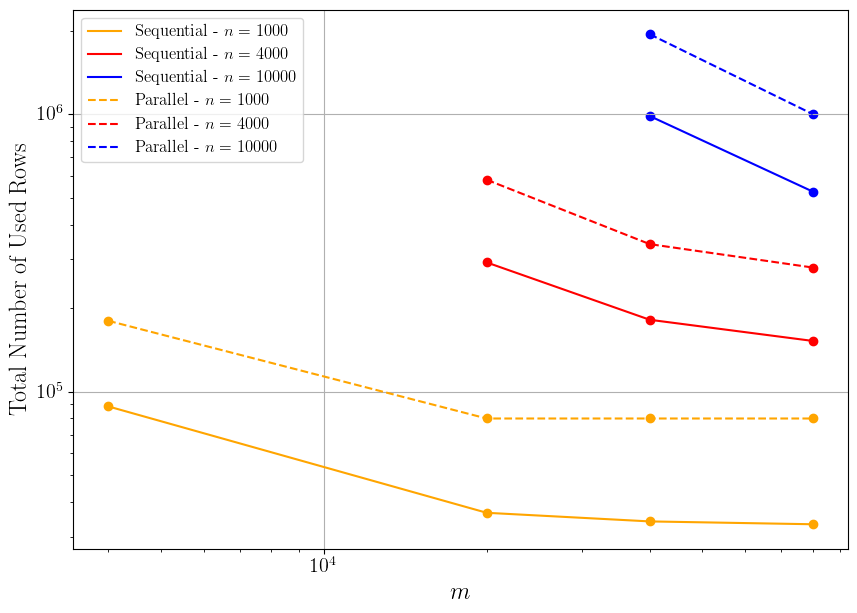 Sequential - n = 1000
Sequential - n = 4000
Sequential - n = 10000
Parallel - n = 1000
Parallel - n = 4000
Parallel - n = 10000
Total Number of Used Rows
10^6
10^5
10^4
m